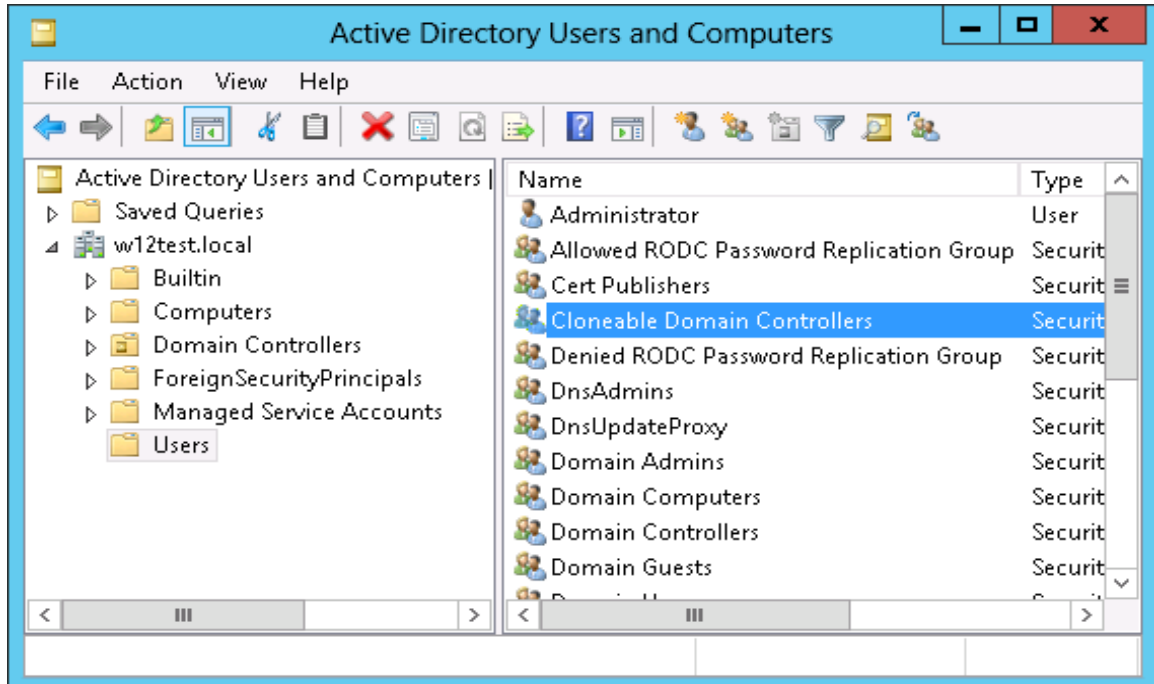 Active Directory Users and Computers
File Action View Help
Active Directory Users and Computers
Saved Queries
w12test.local
Builtin
Computers
Domain Controllers
ForeignSecurityPrincipals
Managed Service Accounts
Users
Name Type
Administrator User
Allowed RODC Password Replication Group Securit
Cert Publishers Securit
Cloneable Domain Controllers Securit
Denied RODC Password Replication Group Securit
DnsAdmins Securit
DnsUpdateProxy Securit
Domain Admins Securit
Domain Computers Securit
Domain Controllers Securit
Domain Guests Securit